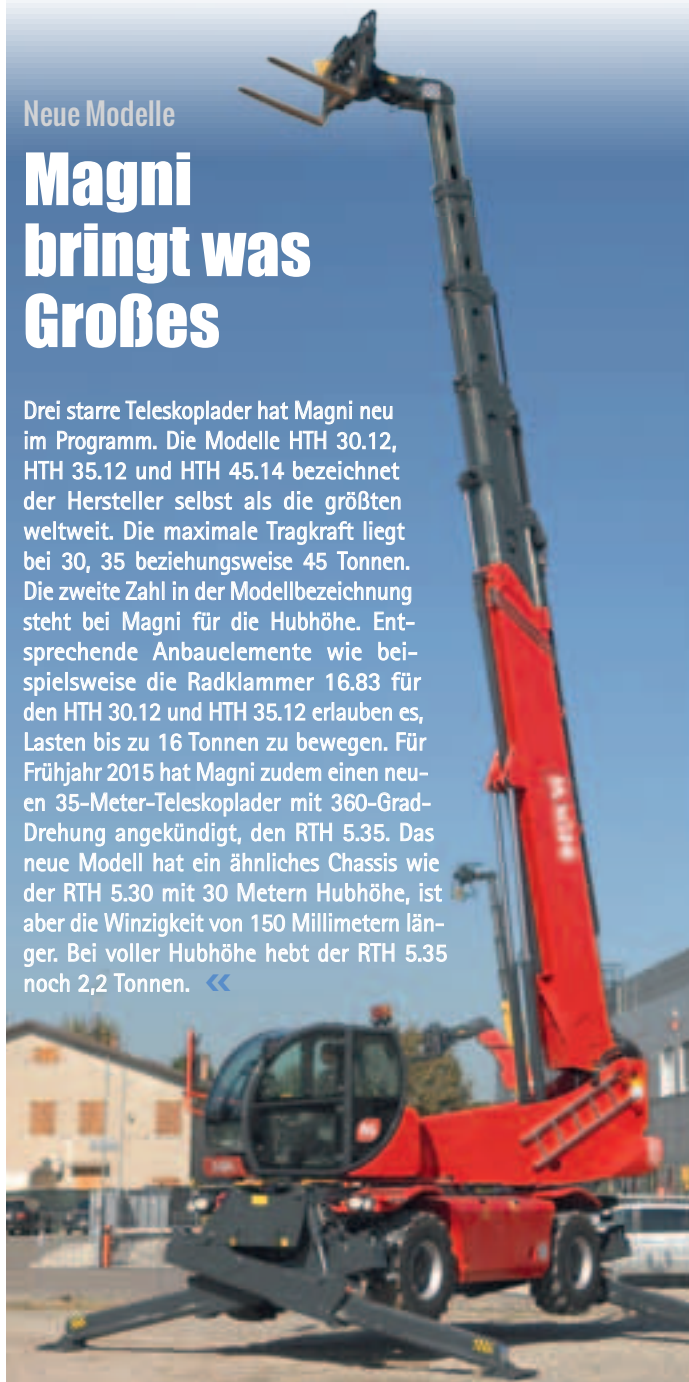 Neue Modelle
Magni
bringt was
Großes
Drei starre Teleskoplader hat Magni neu
im Programm. Die Modelle HTH 30.12,
HTH 35.12 und HTH 45.14 bezeichnet
der Hersteller selbst als die größten
weltweit. Die maximale Tragkraft liegt
bei 30, 35 beziehungsweise 45 Tonnen.
Die zweite Zahl in der Modellbezeichnung
steht bei Magni für die Hubhöhe. Ent-
sprechende Anbauelemente wie bei-
spielsweise die Radklammer 16.83 für
den HTH 30.12 und HTH 35.12 erlauben es,
Lasten bis zu 16 Tonnen zu bewegen. Für
Frühjahr 2015 hat Magni zudem einen neu-
en 35-Meter-Teleskoplader mit 360-Grad-
Drehung angekündigt, den RTH 5.35. Das
neue Modell hat ein ähnliches Chassis wie
der RTH 5.30 mit 30 Metern Hubhöhe, ist
aber die Winzigkeit von 150 Millimetern län-
ger. Bei voller Hubhöhe hebt der RTH 5.35
noch 2,2 Tonnen. «